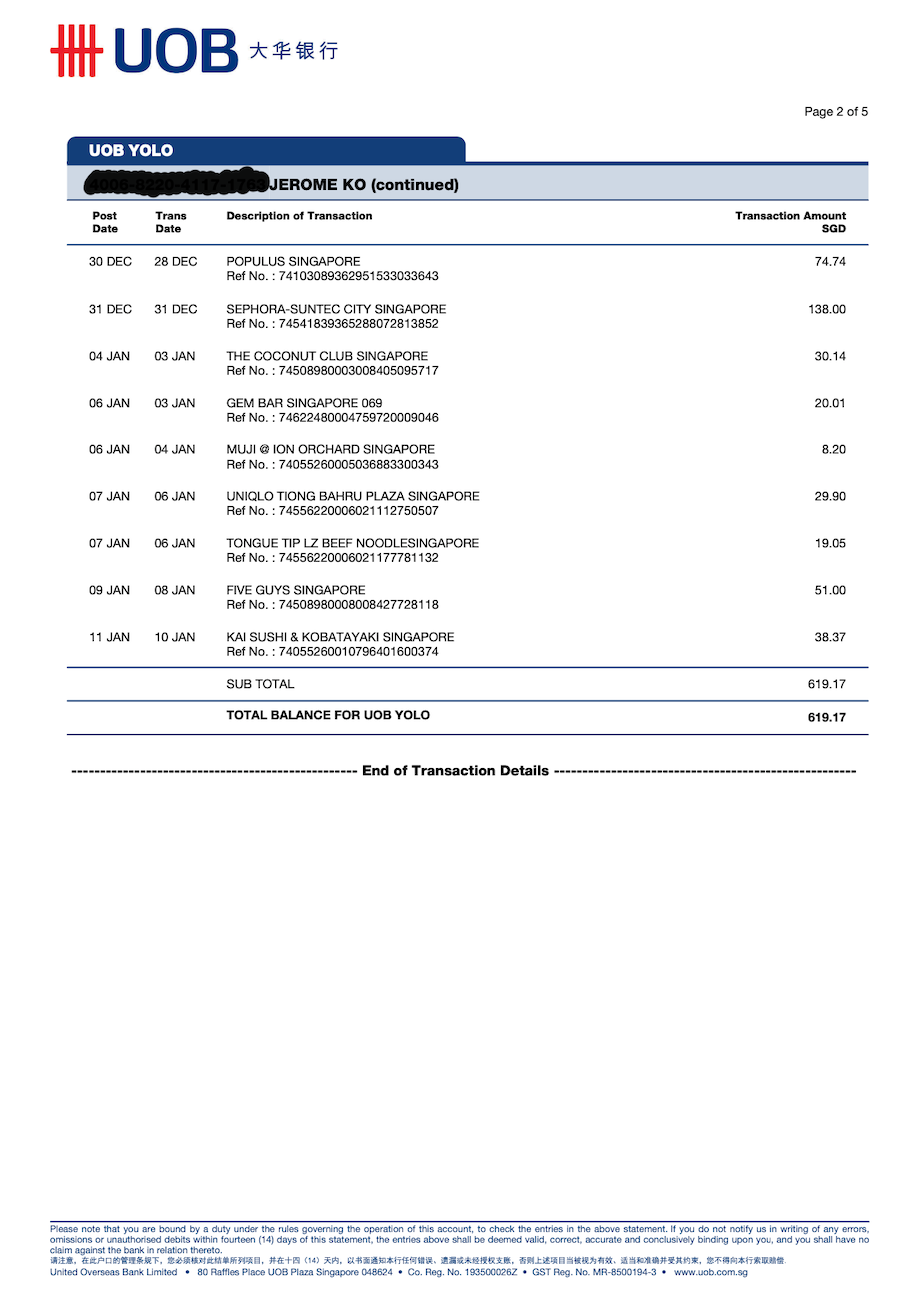 UOB 大华银行
Page 2 of 5
UOB YOLO
JEROME KO (continued)
Post Date Trans Date Description of Transaction Transaction Amount SGD
30 DEC 28 DEC POPULUS SINGAPORE 74.74
Ref No. : 74103089362951533033643
31 DEC 31 DEC SEPHORA-SUNTEC CITY SINGAPORE 138.00
Ref No. : 74541839365288072813852
04 JAN 03 JAN THE COCONUT CLUB SINGAPORE 30.14
Ref No. : 74508980003008405095717
06 JAN 03 JAN GEM BAR SINGAPORE 069 20.01
Ref No. : 74622480004759720009046
06 JAN 04 JAN MUJI @ ION ORCHARD SINGAPORE 8.20
Ref No. : 74055260005036883300343
07 JAN 06 JAN UNIQLO TIONG BAHRU PLAZA SINGAPORE 29.90
Ref No. : 74556220006021112750507
07 JAN 06 JAN TONGUE TIP LZ BEEF NOODLESINGAPORE 19.05
Ref No. : 74556220006021177781132
09 JAN 08 JAN FIVE GUYS SINGAPORE 51.00
Ref No. : 74508980008008427728118
11 JAN 10 JAN KAI SUSHI & KOBATAYAKI SINGAPORE 38.37
Ref No. : 74055260010796401600374
SUB TOTAL 619.17
TOTAL BALANCE FOR UOB YOLO 619.17
-------------------------------------------------- End of Transaction Details -----------------------------------------------------
Please note that you are bound by a duty under the rules governing the operation of this account, to check the entries in the above statement. If you do not notify us in writing of any errors,
omissions or unauthorised debits within fourteen (14) days of this statement, the entries above shall be deemed valid, correct, accurate and conclusively binding upon you, and you shall have no
claim against the bank in relation thereto.
请注意，在此户口的管理条规下，您必须核对此结单所列项目，并在十四（14）天内，以书面通知本行任何错误、遗漏或未经授权支账，否则上述项目当被视为有效、适当和准确并受其约束，您不得向本行索取赔偿.
United Overseas Bank Limited • 80 Raffles Place UOB Plaza Singapore 048624 • Co. Reg. No. 193500026Z • GST Reg. No. MR-8500194-3 • www.uob.com.sg